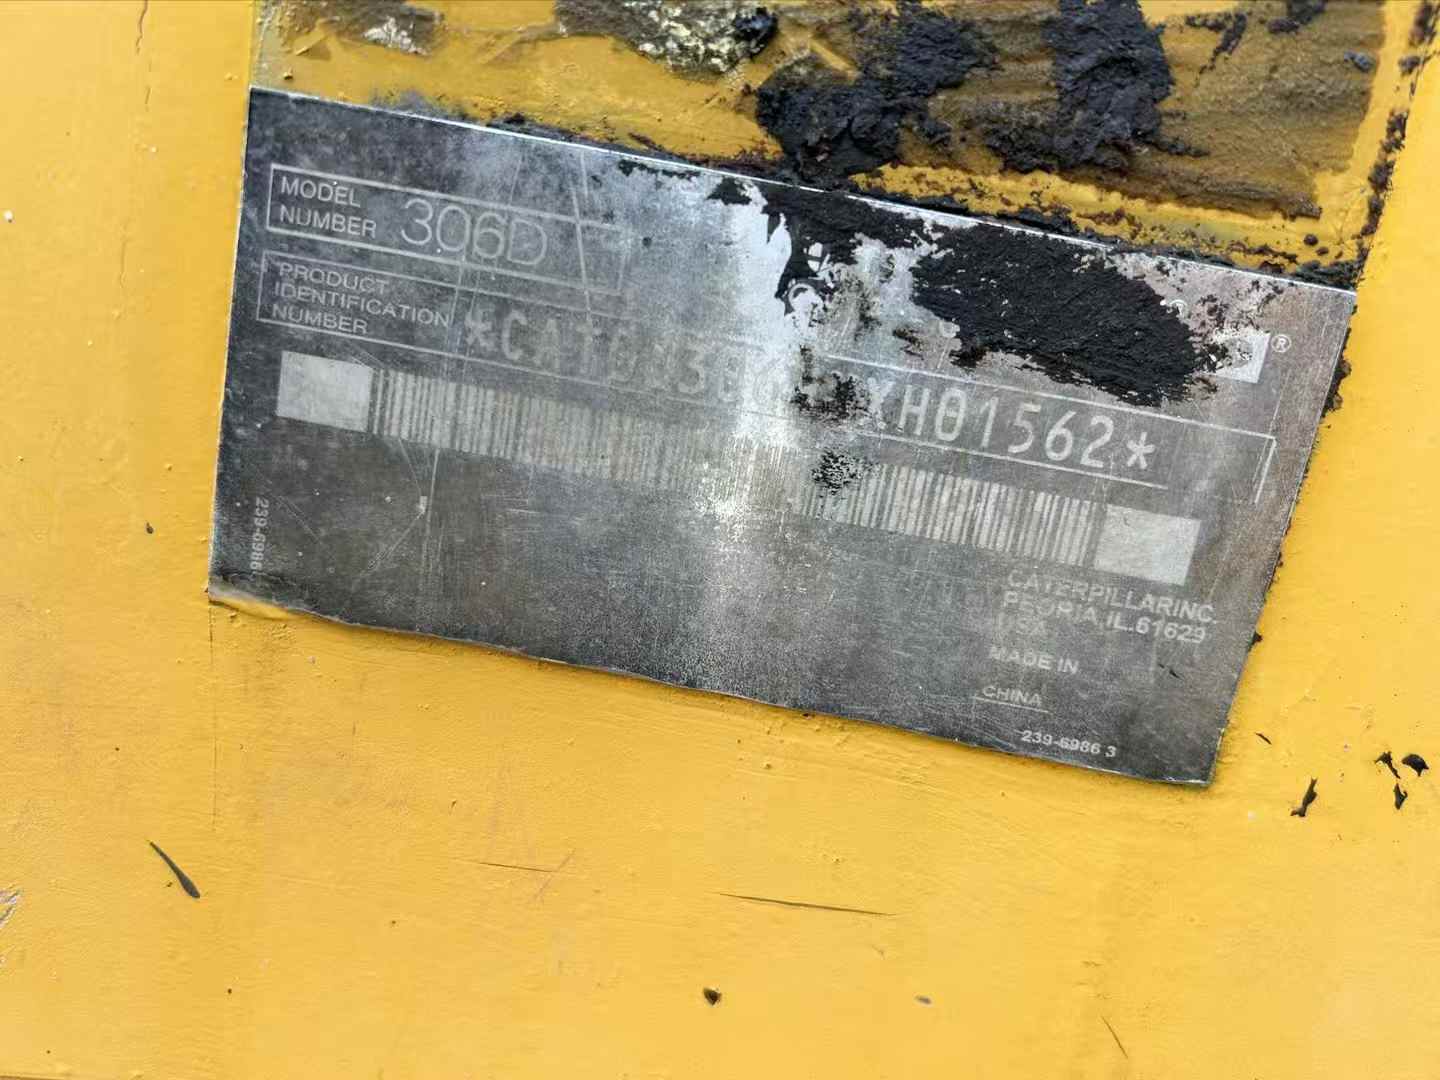 MODEL
NUMBER 306D
PRODUCT
IDENTIFICATION
NUMBER
XH01562*
®
239-6986
CATERPILLAR INC.
PEORIA, IL. 61629
USA
MADE IN
CHINA
239-6986 3